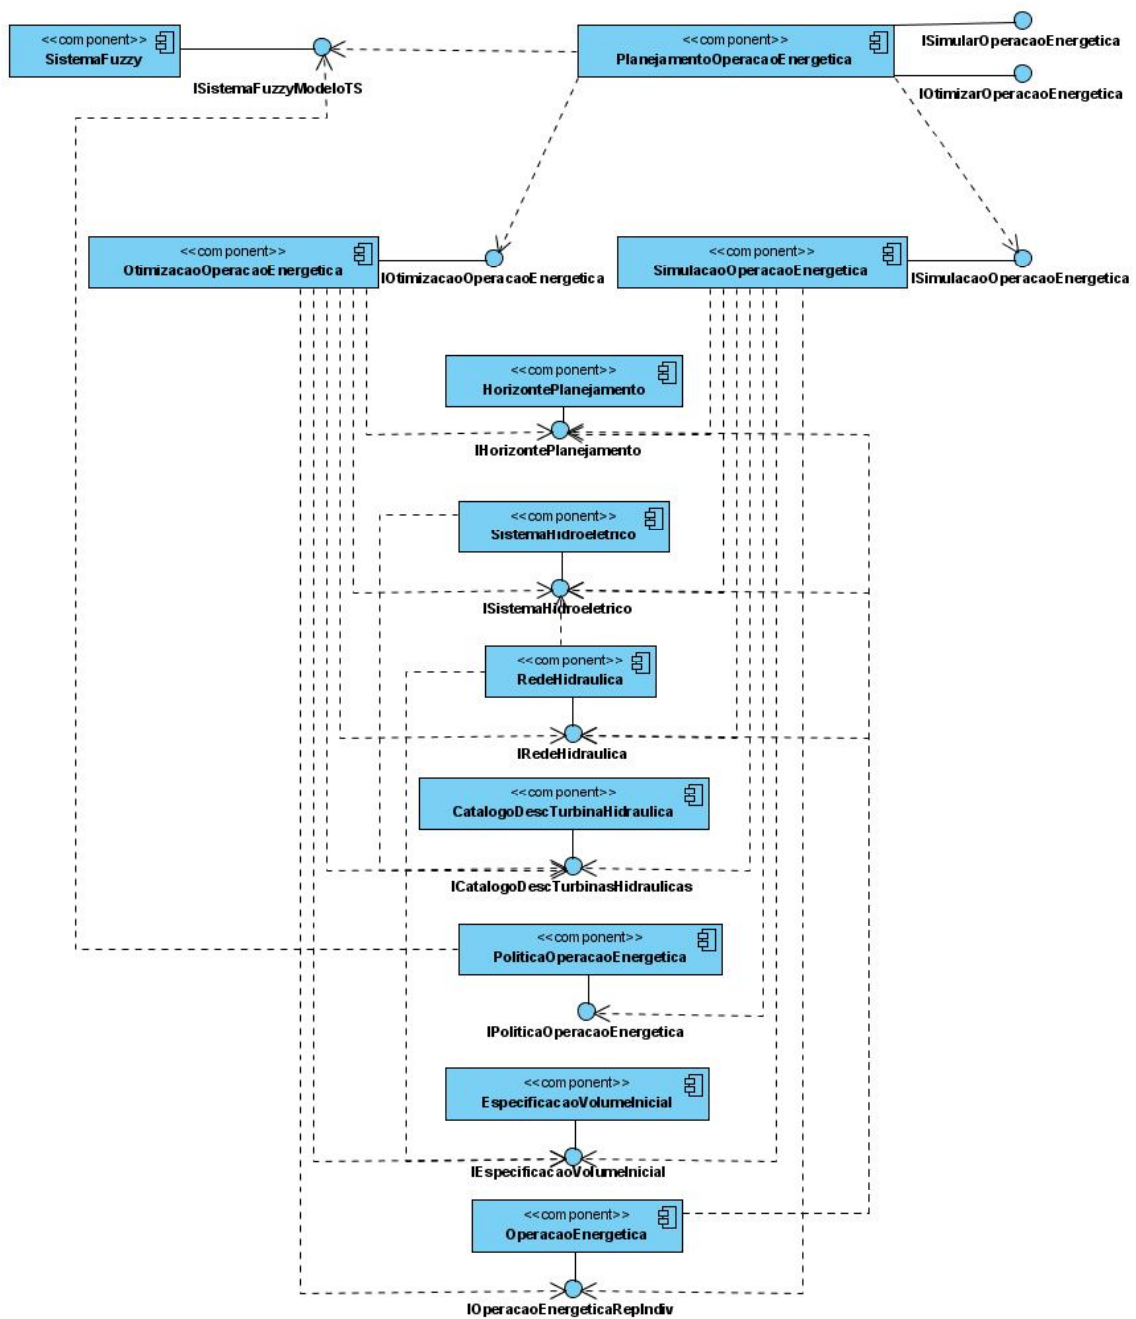 <<component>>
SistemaFuzzy
ISistemaFuzzyModeloTS
<<component>>
PlanejamentoOperacaoEnergetica
ISimularOperacaoEnergetica
IOtimizarOperacaoEnergetica
<<component>>
OtimizacaoOperacaoEnergetica
IOtimizacaoOperacaoEnergetica
<<component>>
SimulacaoOperacaoEnergetica
ISimulacaoOperacaoEnergetica
<<component>>
HorizontePlanejamento
IHorizontePlanejamento
<<component>>
SistemaHidroeletrico
ISistemaHidroeletrico
<<component>>
RedeHidraulica
IRedeHidraulica
<<component>>
CatalogoDescTurbinaHidraulica
ICatalogoDescTurbinasHidraulicas
<<component>>
PoliticaOperacaoEnergetica
IPoliticaOperacaoEnergetica
<<component>>
EspecificacaoVolumeInicial
IEspecificacaoVolumeInicial
<<component>>
OperacaoEnergetica
IOperacaoEnergeticaRepIndiv